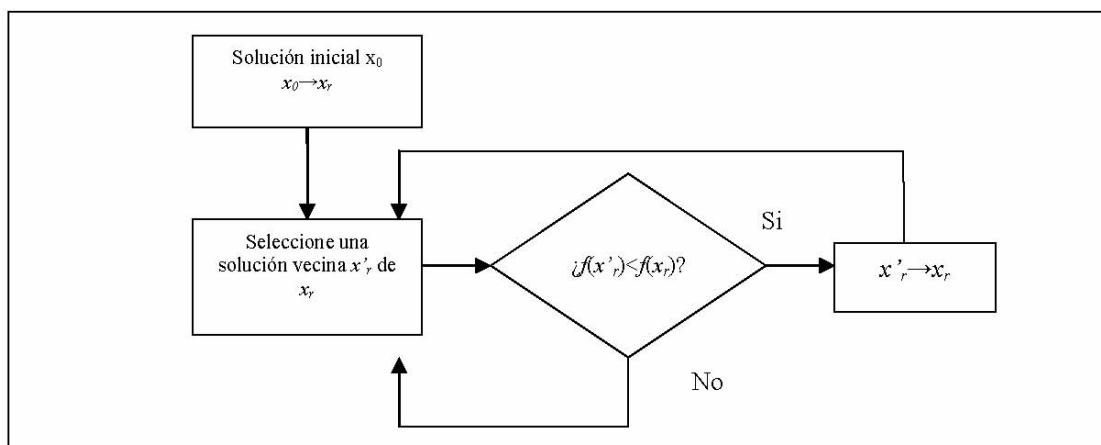 Solución inicial x₀
x₀→xᵣ
Seleccione una
solución vecina x’ᵣ de
xᵣ
¿f(x’ᵣ)<f(xᵣ)?
Si
x’ᵣ→xᵣ
No